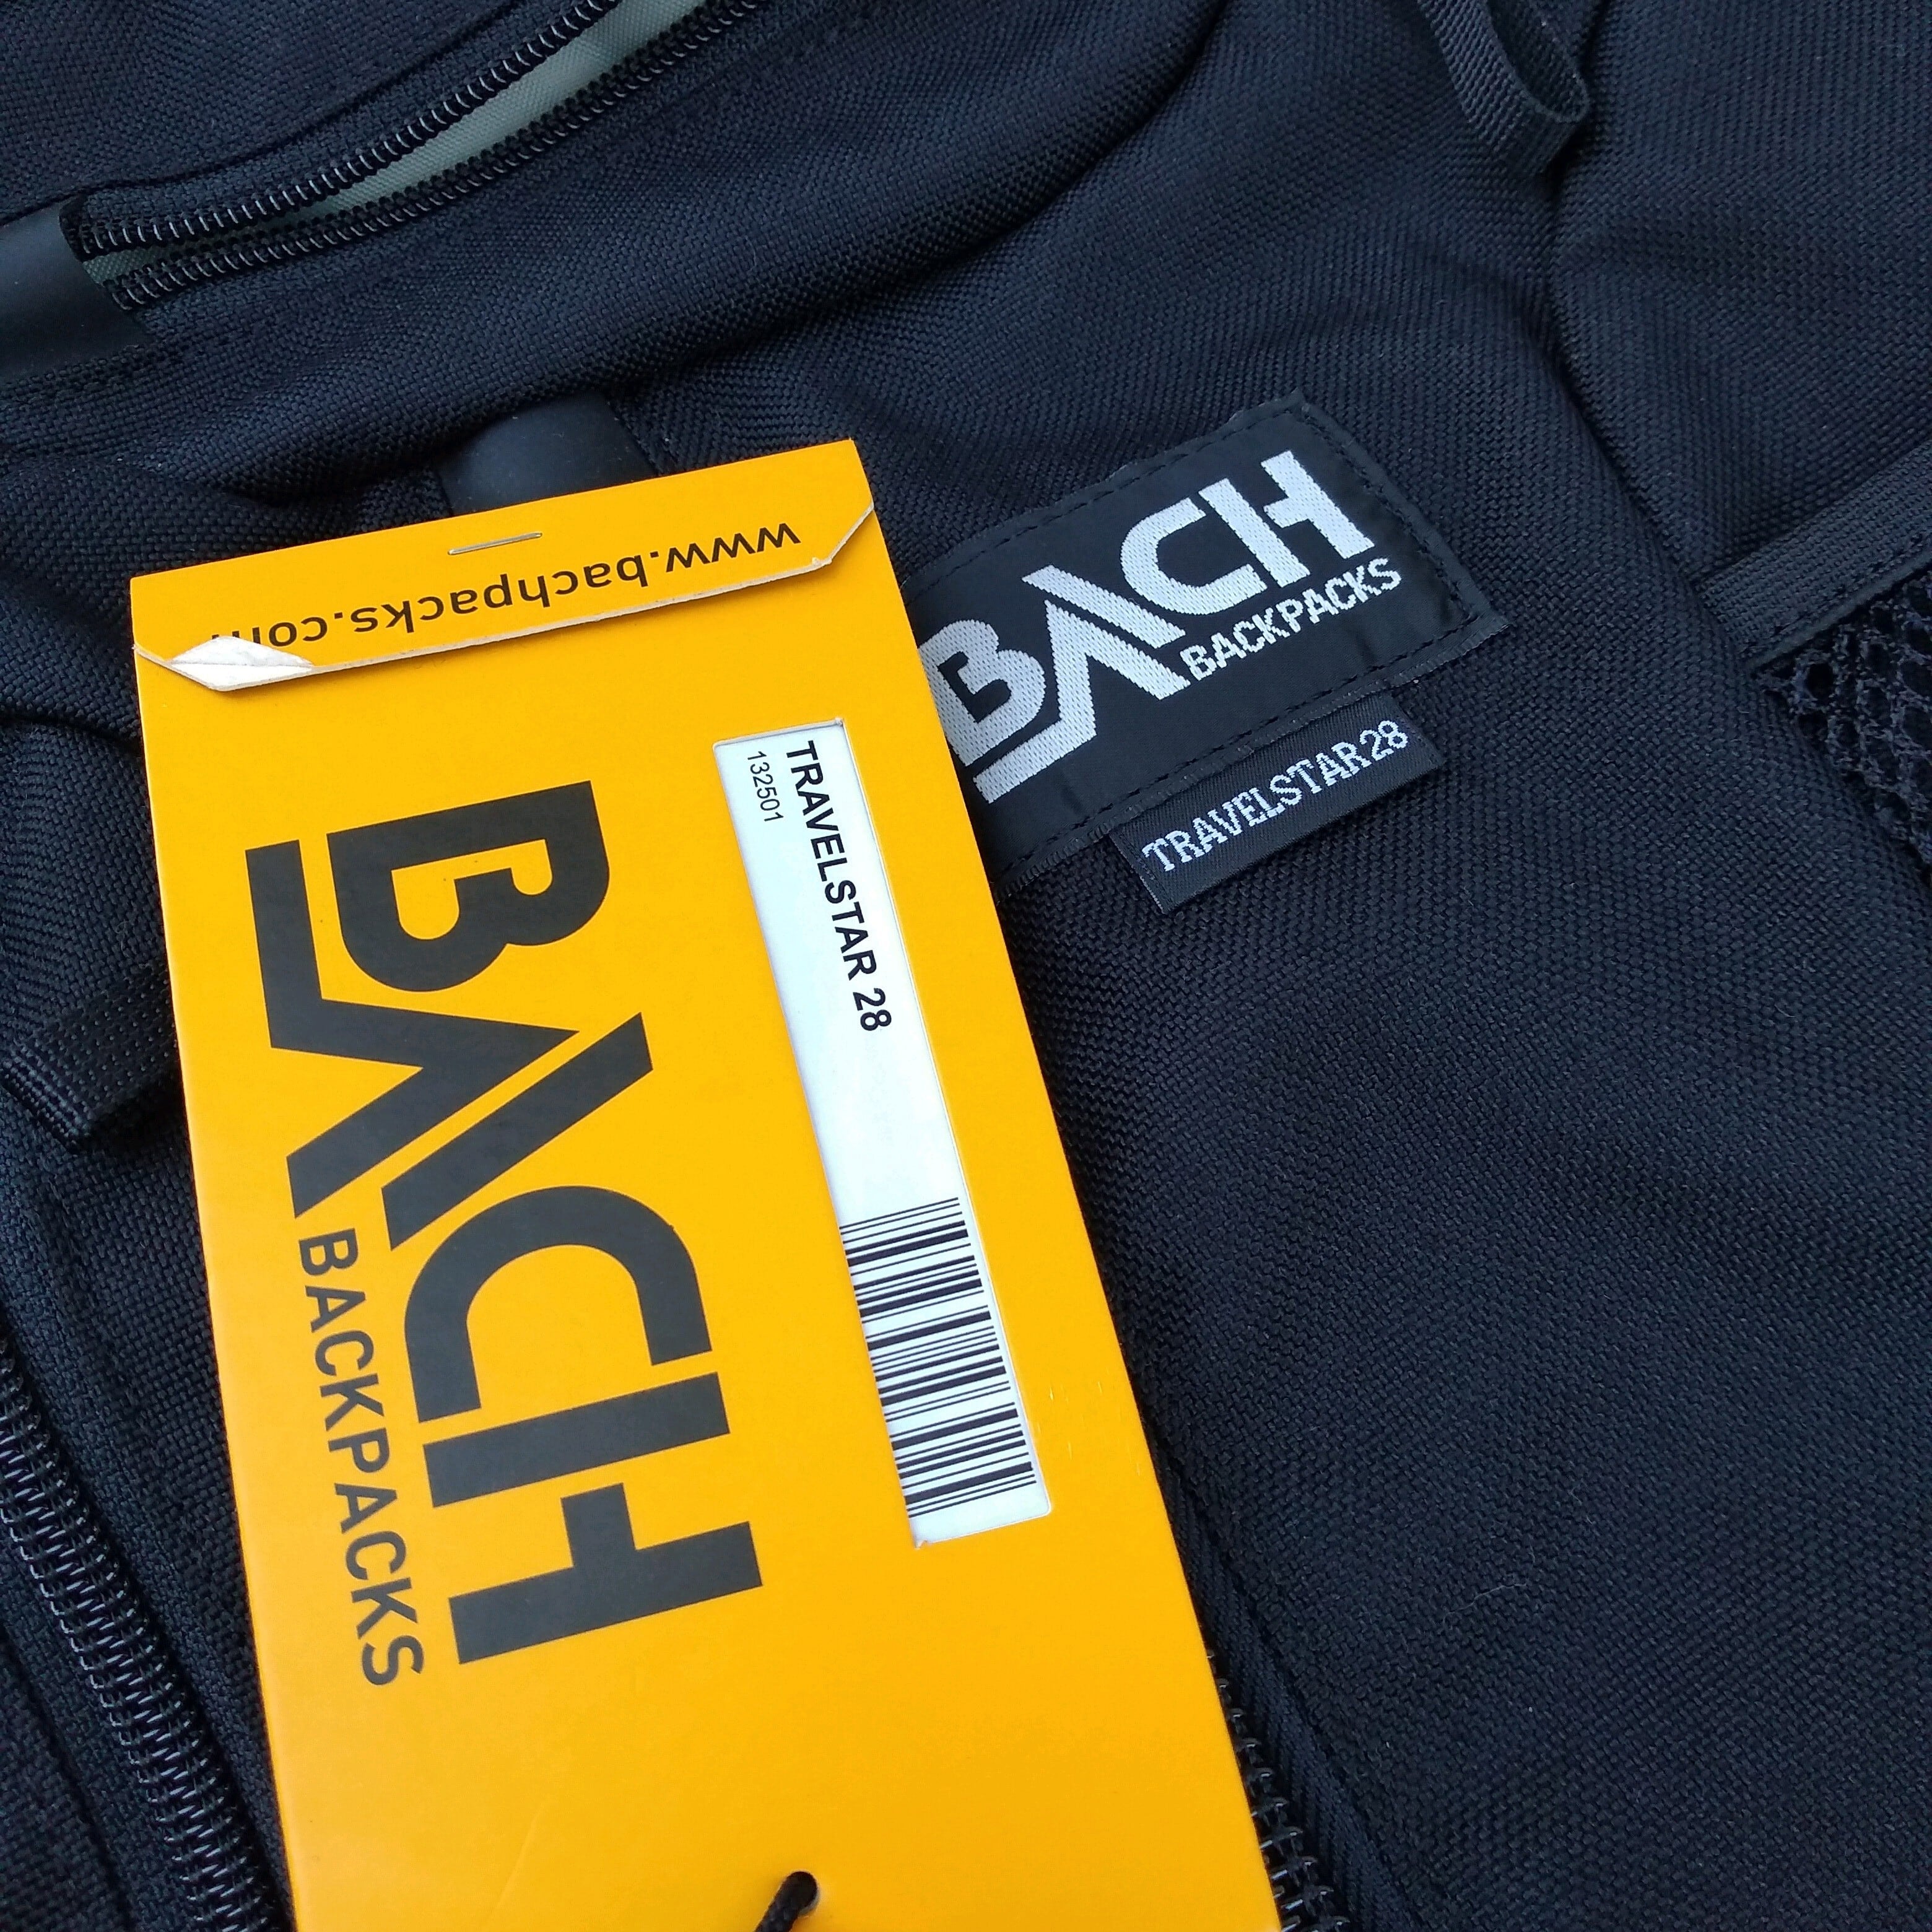 www.bachpacks.com
BACH
BACKPACKS
TRAVELSTAR 28
132501
BACH
BACKPACKS
TRAVELSTAR 28